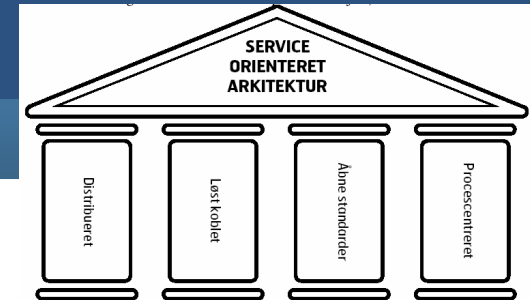 SERVICE
ORIENTERET
ARKITEKTUR
Distribueret
Løst koblet
Åbne standarder
Procescentreret